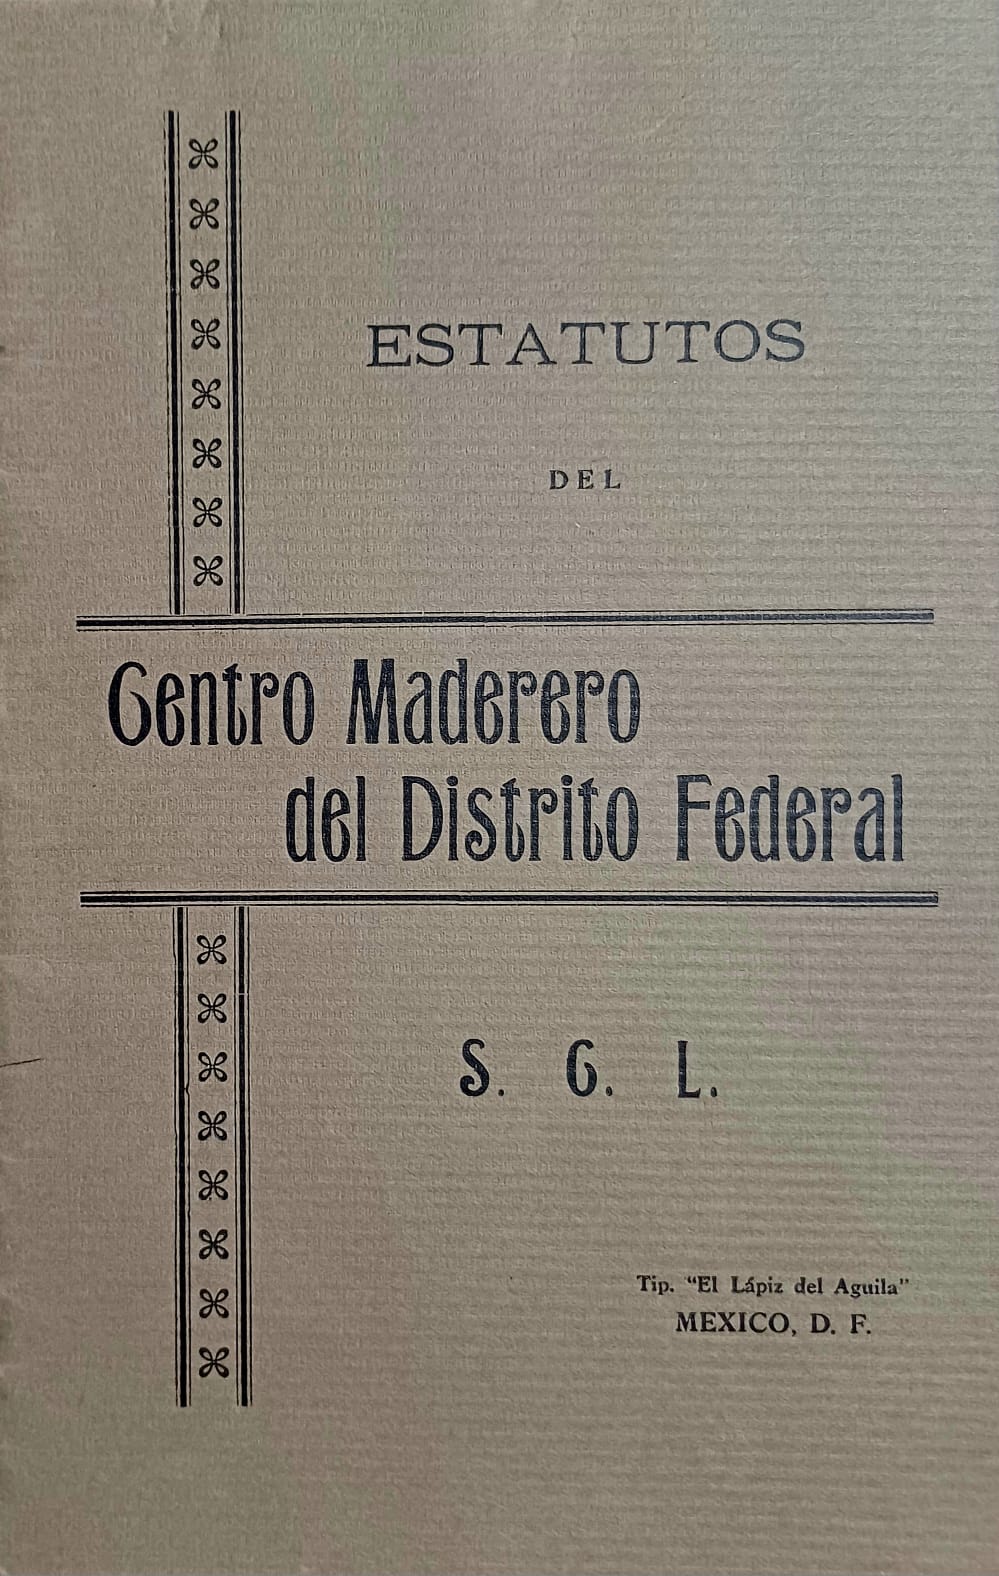 ESTATUTOS
DEL
Centro Maderero
del Distrito Federal
S. C. L.
Tip. “El Lápiz del Aguila”
MEXICO, D. F.